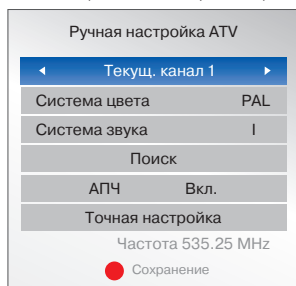 Ручная настройка ATV
Текущ. канал 1
Система цвета PAL
Система звука I
Поиск
АПЧ Вкл.
Точная настройка
Частота 535.25 MHz
Сохранение